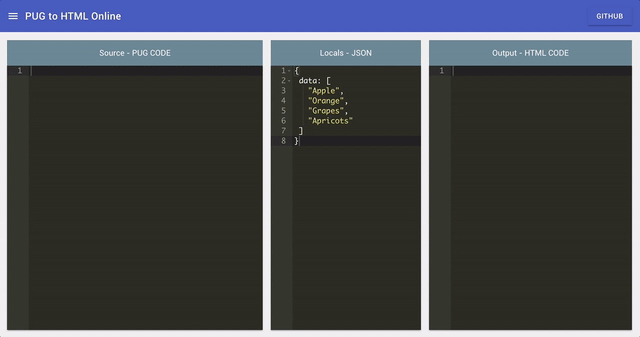 PUG to HTML Online
GITHUB
Source - PUG CODE
1
Locals - JSON
1 {
2 data: [
3 "Apple",
4 "Orange",
5 "Grapes",
6 "Apricots"
7 ]
8 }
Output - HTML CODE
1